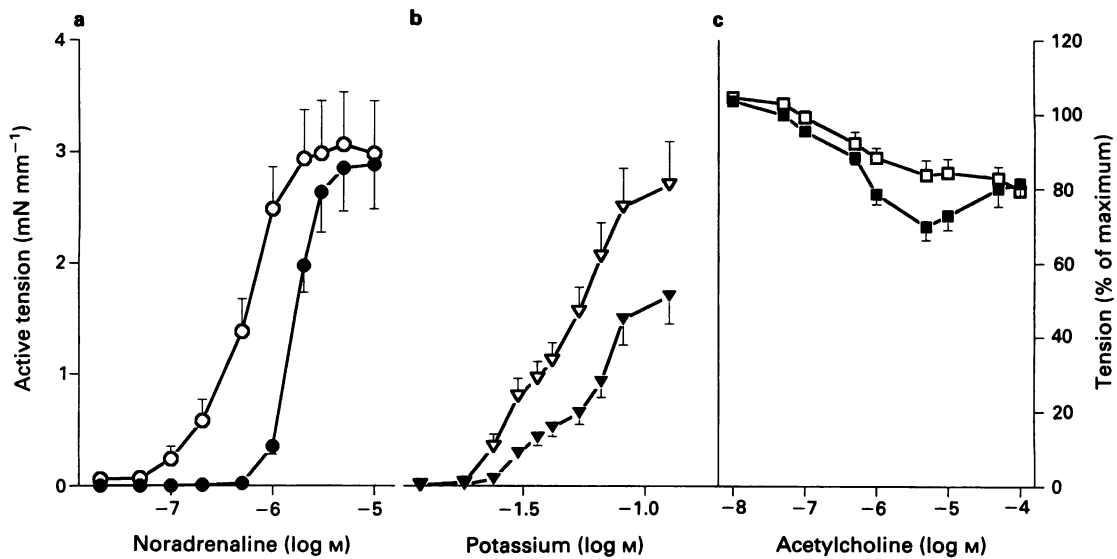 a
b
c
4
3
2
1
0
Active tension (mN mm⁻¹)
−7
−6
−5
Noradrenaline (log M)
−1.5
−1.0
Potassium (log M)
−8
−7
−6
−5
−4
Acetylcholine (log M)
120
100
80
60
40
20
0
Tension (% of maximum)